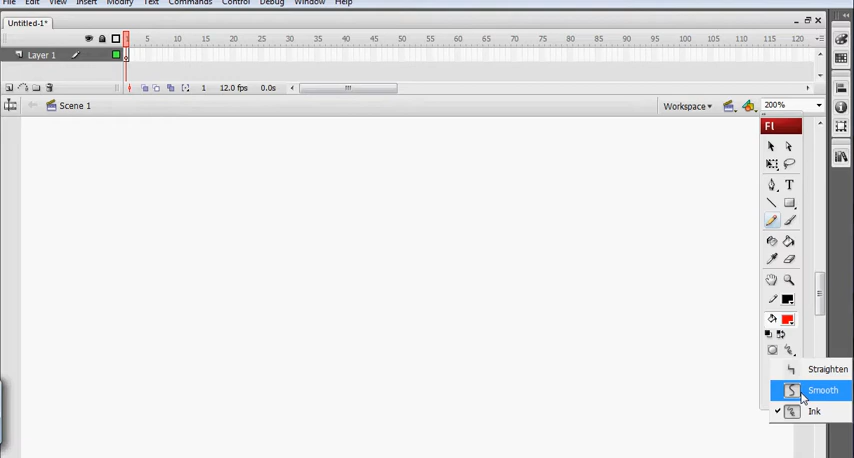 File Edit View Insert Modify Text Commands Control Debug Window Help
Untitled-1*
5 10 15 20 25 30 35 40 45 50 55 60 65 70 75 80 85 90 95 100 105 110 115 120
Layer 1
1 12.0 fps 0.0s
Scene 1 Workspace 200%
Fl
T
Straighten
Smooth
Ink